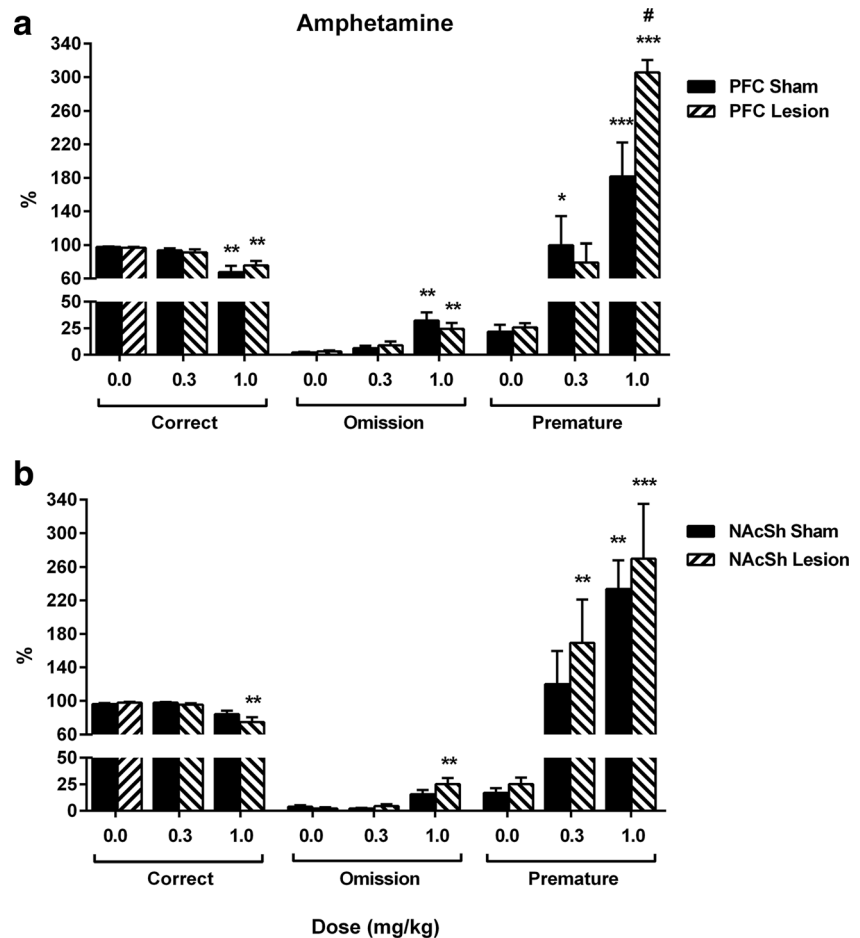 a
Amphetamine
#
340
300
260
220
180
140
100
60
50
25
0
%
***
***
*
** **
** **
PFC Sham
PFC Lesion
0.0 0.3 1.0 0.0 0.3 1.0 0.0 0.3 1.0
Correct Omission Premature
b
340
300
260
220
180
140
100
60
50
25
0
%
***
**
**
**
**
NAcSh Sham
NAcSh Lesion
0.0 0.3 1.0 0.0 0.3 1.0 0.0 0.3 1.0
Correct Omission Premature
Dose (mg/kg)